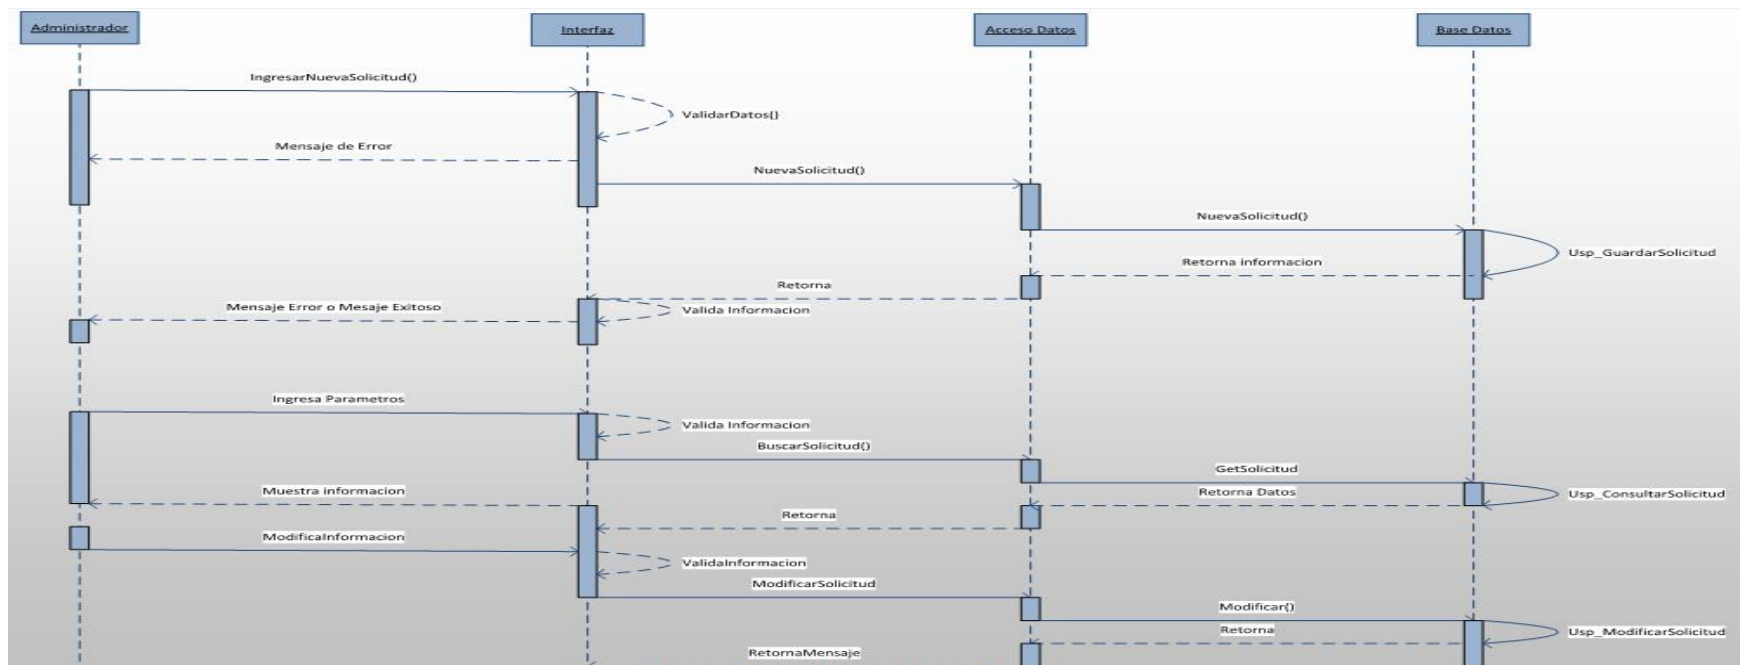 Administrador
Interfaz
Acceso Datos
Base Datos
IngresarNuevaSolicitud()
ValidarDatos()
Mensaje de Error
NuevaSolicitud()
NuevaSolicitud()
Usp_GuardarSolicitud
Retorna informacion
Retorna
Mensaje Error o Mesaje Exitoso
Valida Informacion
Ingresa Parametros
Valida Informacion
BuscarSolicitud()
GetSolicitud
Muestra informacion
Retorna Datos
Usp_ConsultarSolicitud
Retorna
ModificaInformacion
ValidaInformacion
ModificarSolicitud
Modificar()
Retorna
Usp_ModificarSolicitud
RetornaMensaje